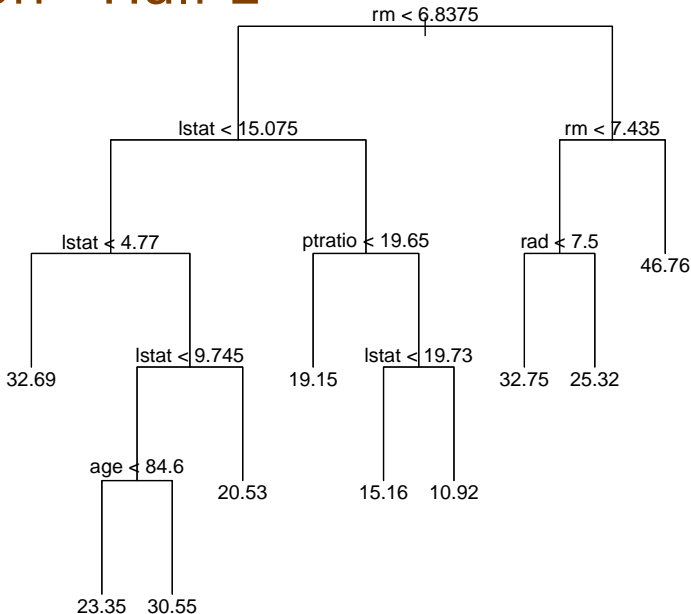 rm < 6.8375
lstat < 15.075
rm < 7.435
lstat < 4.77
ptratio < 19.65
rad < 7.5
46.76
lstat < 9.745
lstat < 19.73
32.69
19.15
32.75
25.32
age < 84.6
20.53
15.16
10.92
23.35
30.55